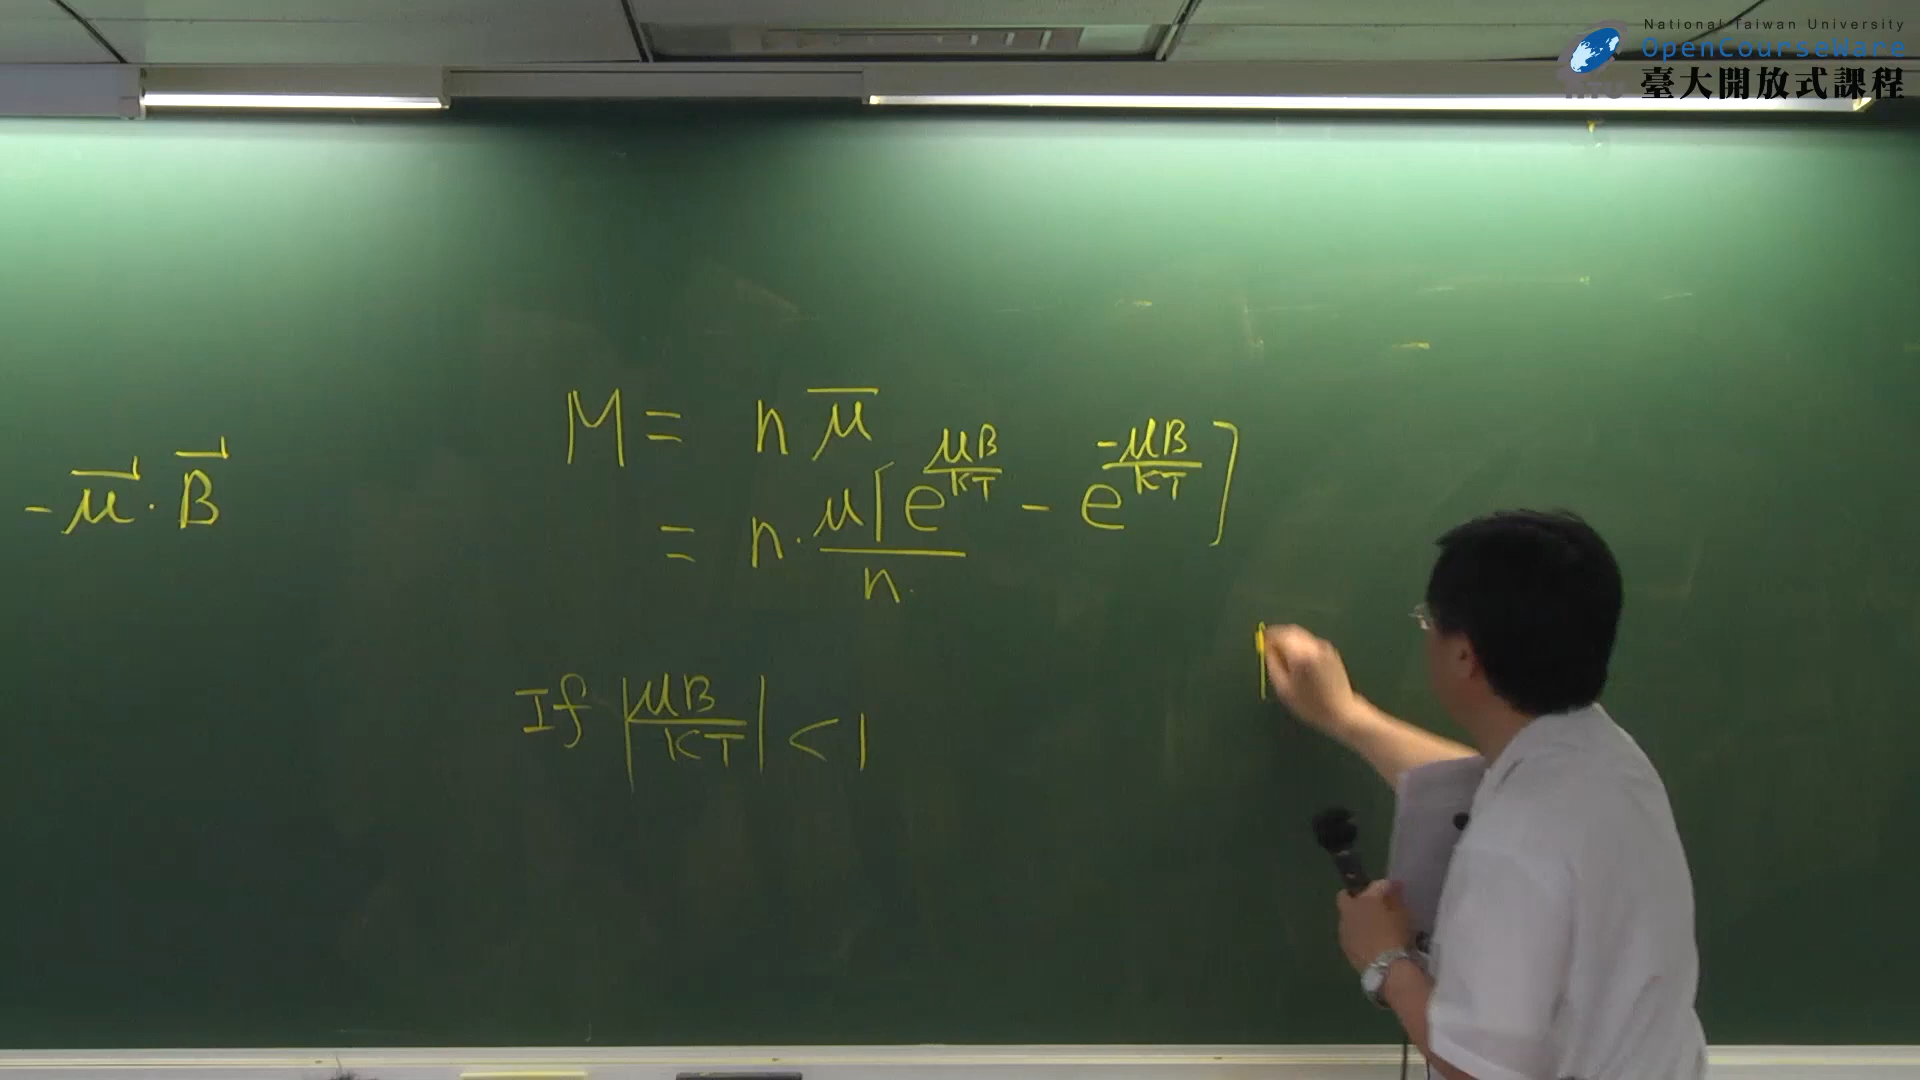 National Taiwan University
OpenCourseWare
臺大開放式課程
-μ⃗·B⃗
M = n μ̅
= n · μ[e^(μB/KT) - e^(-μB/KT)] / n.
If |μB/KT| < 1